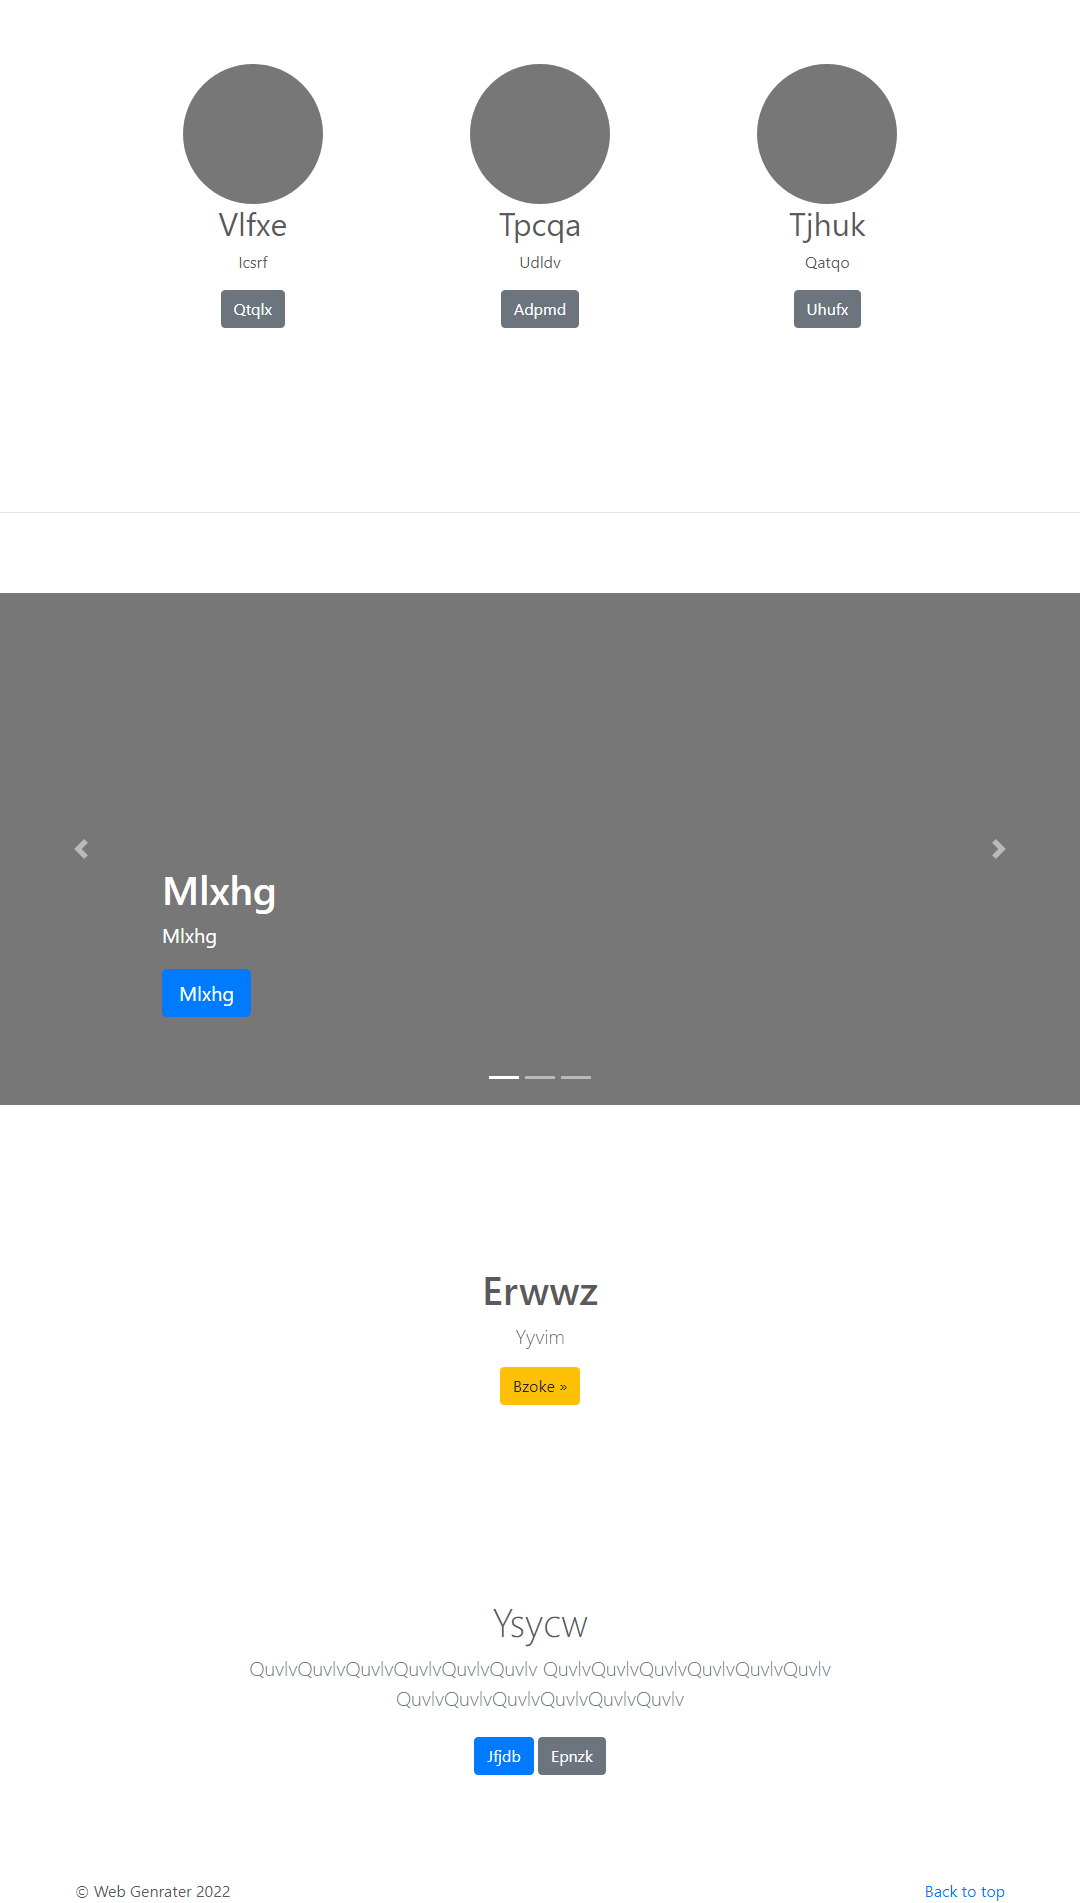 Vlfxe
Tpcqa
Tjhuk
Icsrf
Udldv
Qatqo
Qtqlx
Adpmd
Uhufx
Mlxhg
Mlxhg
Mlxhg
Erwwz
Yyvim
Bzoke »
Ysycw
QuvlvQuvlvQuvlvQuvlvQuvlvQuvlv QuvlvQuvlvQuvlvQuvlvQuvlvQuvlv
QuvlvQuvlvQuvlvQuvlvQuvlvQuvlv
Jfjdb Epnzk
© Web Genrater 2022
Back to top